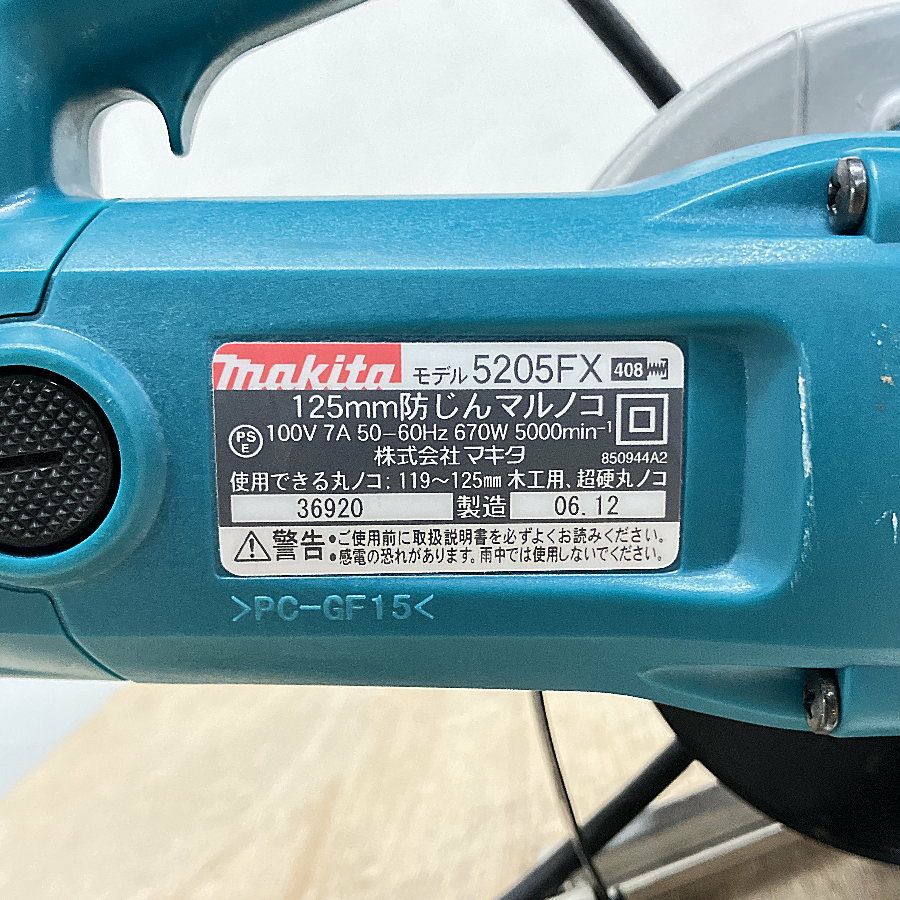 makita モデル 5205FX 408
125mm防じんマルノコ
PS E 100V 7A 50-60Hz 670W 5000min⁻¹
株式会社マキタ 850944A2
使用できる丸ノコ: 119～125mm 木工用、超硬丸ノコ
36920 製造 06.12
警告 •ご使用前に取扱説明書を必ずよくお読みください。
•感電の恐れがあります。雨中では使用しないでください。
>PC-GF15<